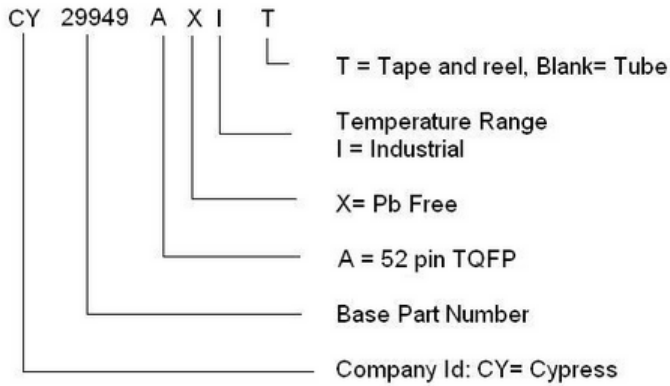 CY 29949 A X I T
T = Tape and reel, Blank= Tube
Temperature Range
I = Industrial
X= Pb Free
A = 52 pin TQFP
Base Part Number
Company Id: CY= Cypress